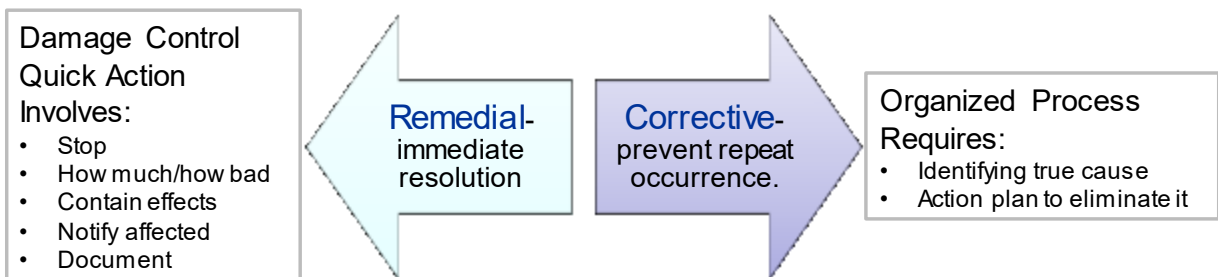 Damage Control
Quick Action
Involves:
• Stop
• How much/how bad
• Contain effects
• Notify affected
• Document
Remedial-
immediate
resolution
Corrective-
prevent repeat
occurrence.
Organized Process
Requires:
• Identifying true cause
• Action plan to eliminate it